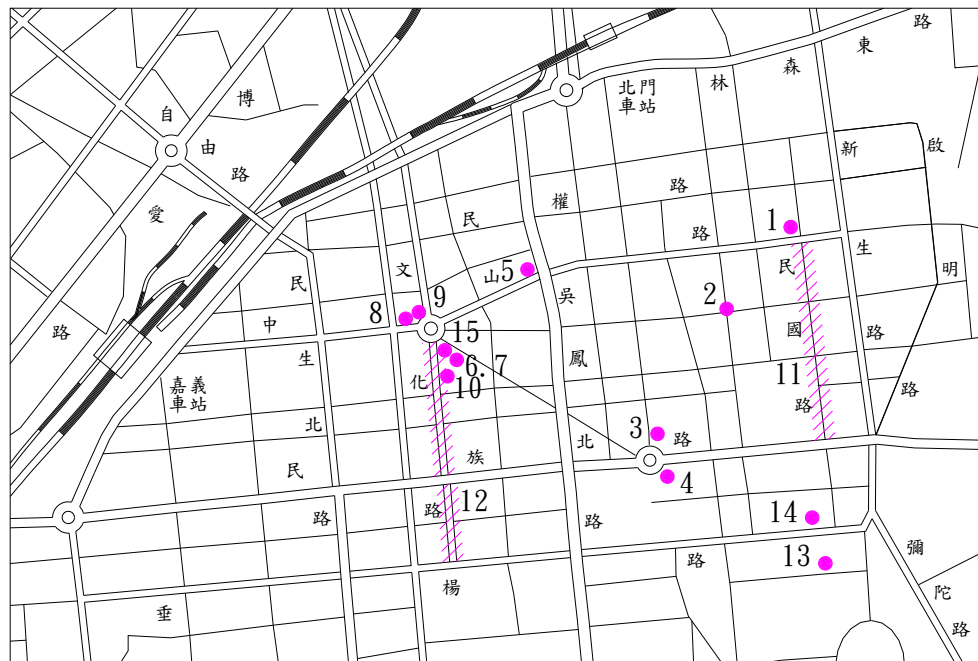 東路
森
林
北門
車站
博
自
由
路
愛
新
啟
路
權
民
路
1
山
5
文
民
生
民
明
吳
2
9
8
中
國
路
路
15
生
6.7
鳳
化
10
11
嘉義
車站
路
路
北
3
路
北
族
4
12
路
路
路
14
13
彌
陀
路
路
楊
垂